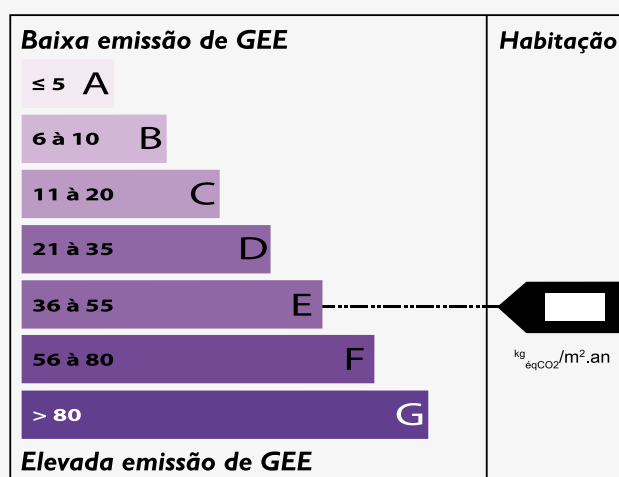 Baixa emissão de GEE
Habitação
≤ 5 A
6 à 10 B
11 à 20 C
21 à 35 D
36 à 55 E
56 à 80 F
> 80 G
kg éqCO2/m².an
Elevada emissão de GEE